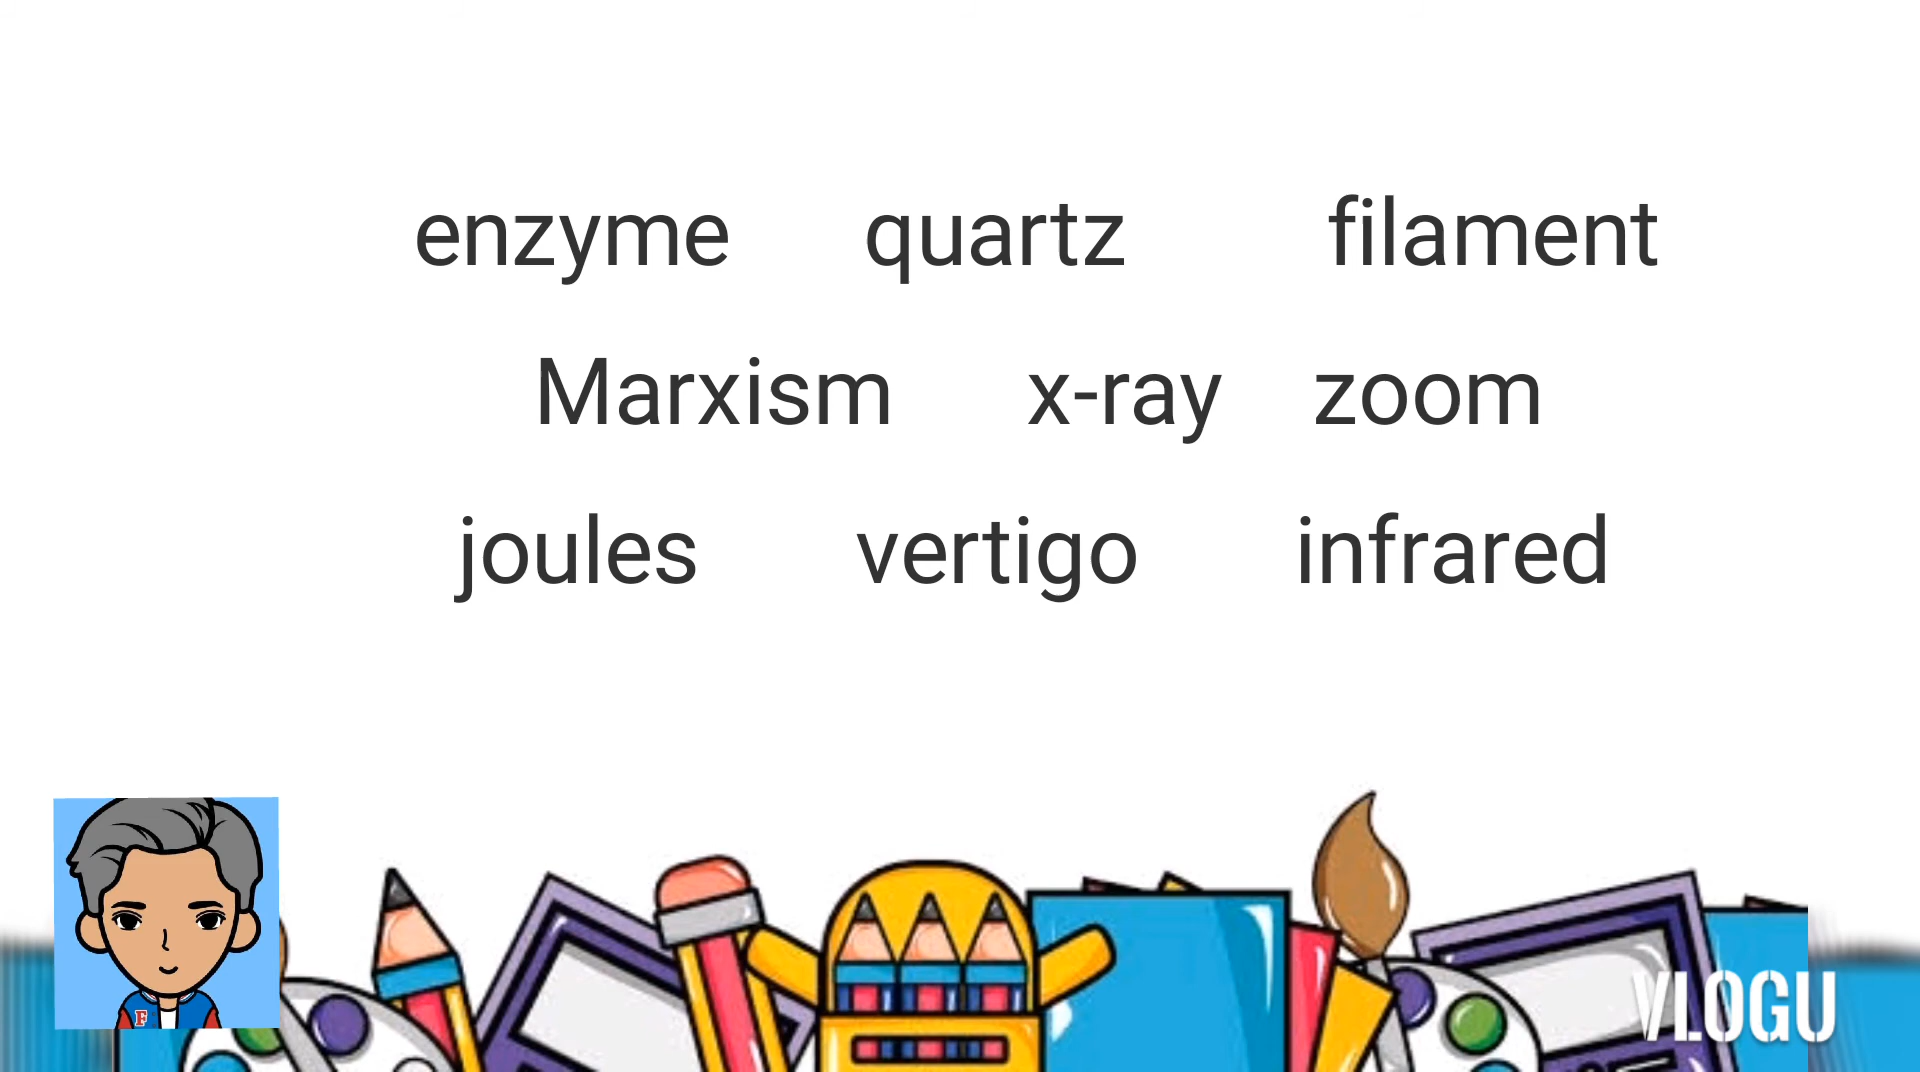 enzyme quartz filament
Marxism x-ray zoom
joules vertigo infrared
F
VLOGU